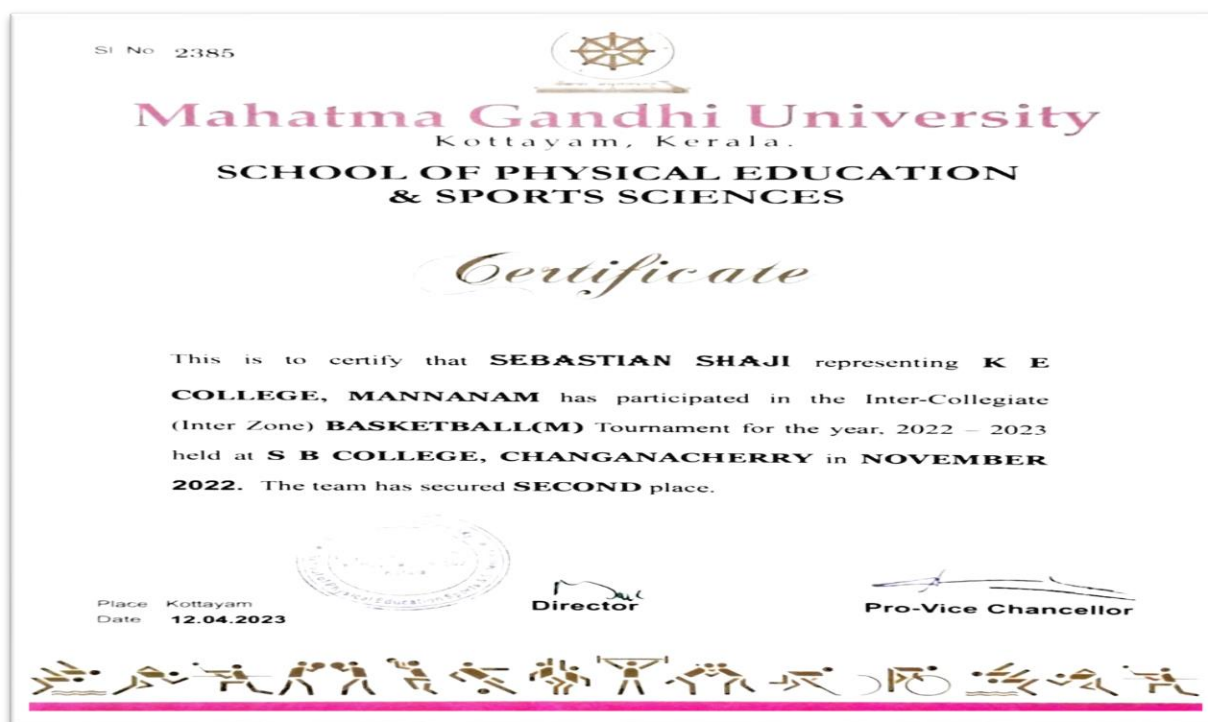 Sl No 2385
Mahatma Gandhi University
Kottayam, Kerala.
SCHOOL OF PHYSICAL EDUCATION
& SPORTS SCIENCES
Certificate
This is to certify that SEBASTIAN SHAJI representing K E
COLLEGE, MANNANAM has participated in the Inter-Collegiate
(Inter Zone) BASKETBALL(M) Tournament for the year, 2022 – 2023
held at S B COLLEGE, CHANGANACHERRY in NOVEMBER
2022. The team has secured SECOND place.
Physical Education
Place Kottayam
Date 12.04.2023
Director
Pro-Vice Chancellor